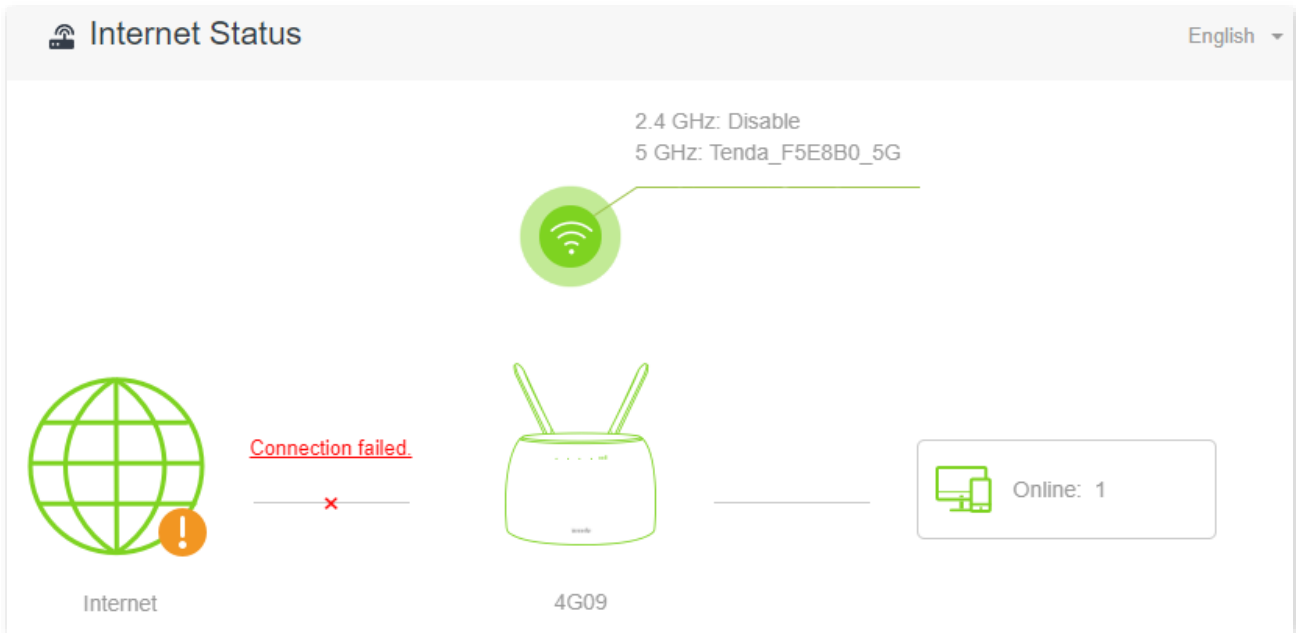 Internet Status
English
2.4 GHz: Disable
5 GHz: Tenda_F5E8B0_5G
Connection failed.
Online: 1
Internet
4G09